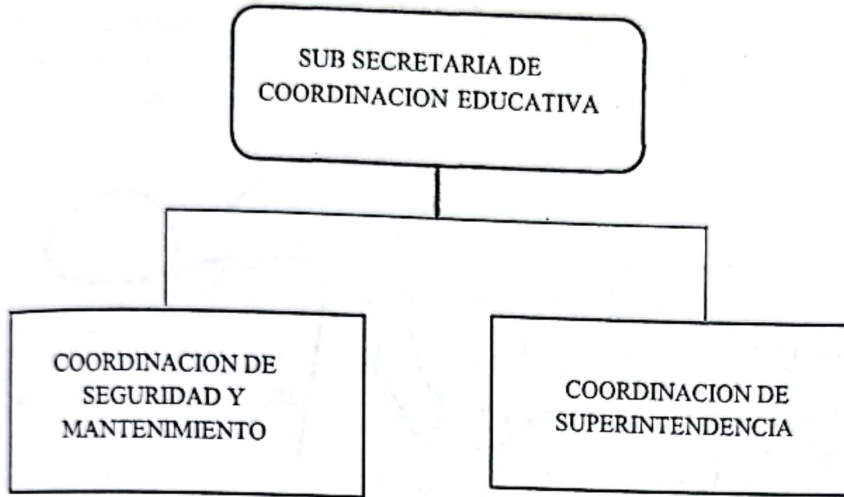 SUB SECRETARIA DE
COORDINACION EDUCATIVA
COORDINACION DE
SEGURIDAD Y
MANTENIMIENTO
COORDINACION DE
SUPERINTENDENCIA